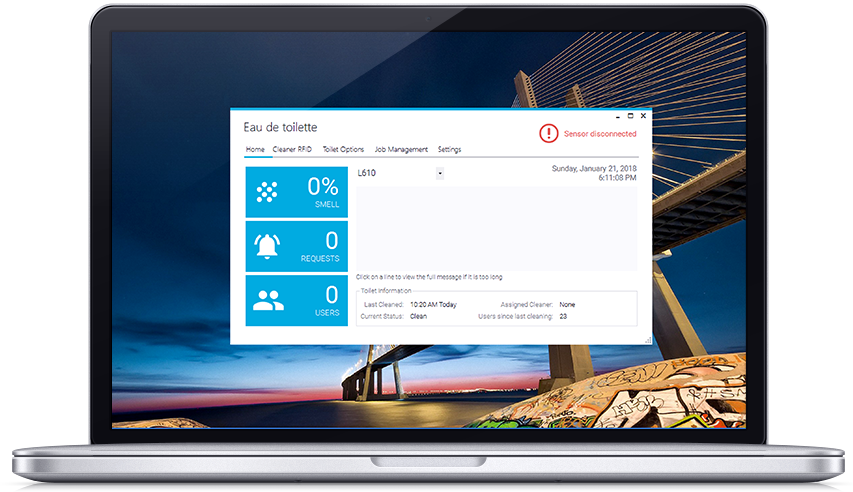 Eau de toilette
Sensor disconnected
Home Cleaner RFID Toilet Options Job Management Settings
L610
Sunday, January 21, 2018
6:11:08 PM
0%
SMELL
0
REQUESTS
0
USERS
Click on a line to view the full message if it is too long
Toilet Information
Last Cleaned: 10:20 AM Today Assigned Cleaner: None
Current Status: Clean Users since last cleaning: 23